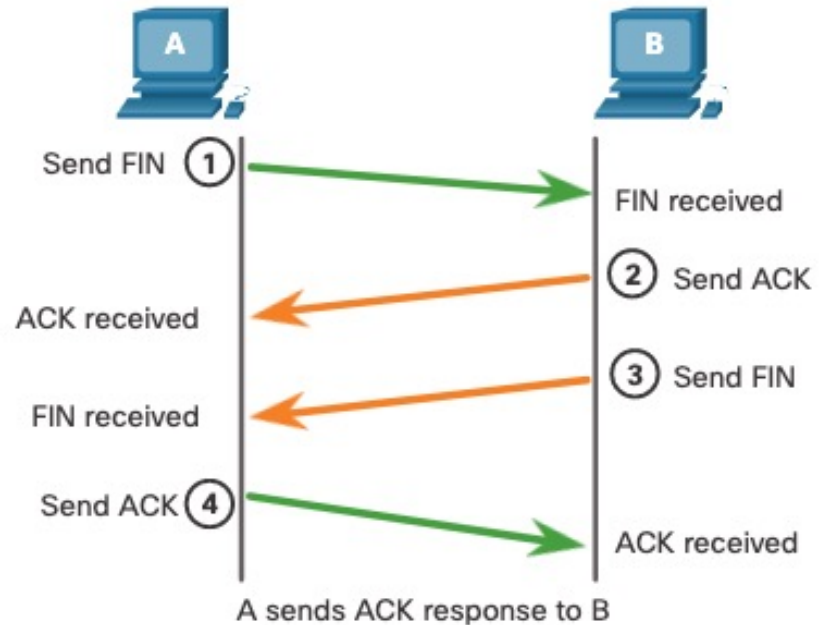 A
B
Send FIN 1
FIN received
2 Send ACK
ACK received
3 Send FIN
FIN received
Send ACK 4
ACK received
A sends ACK response to B